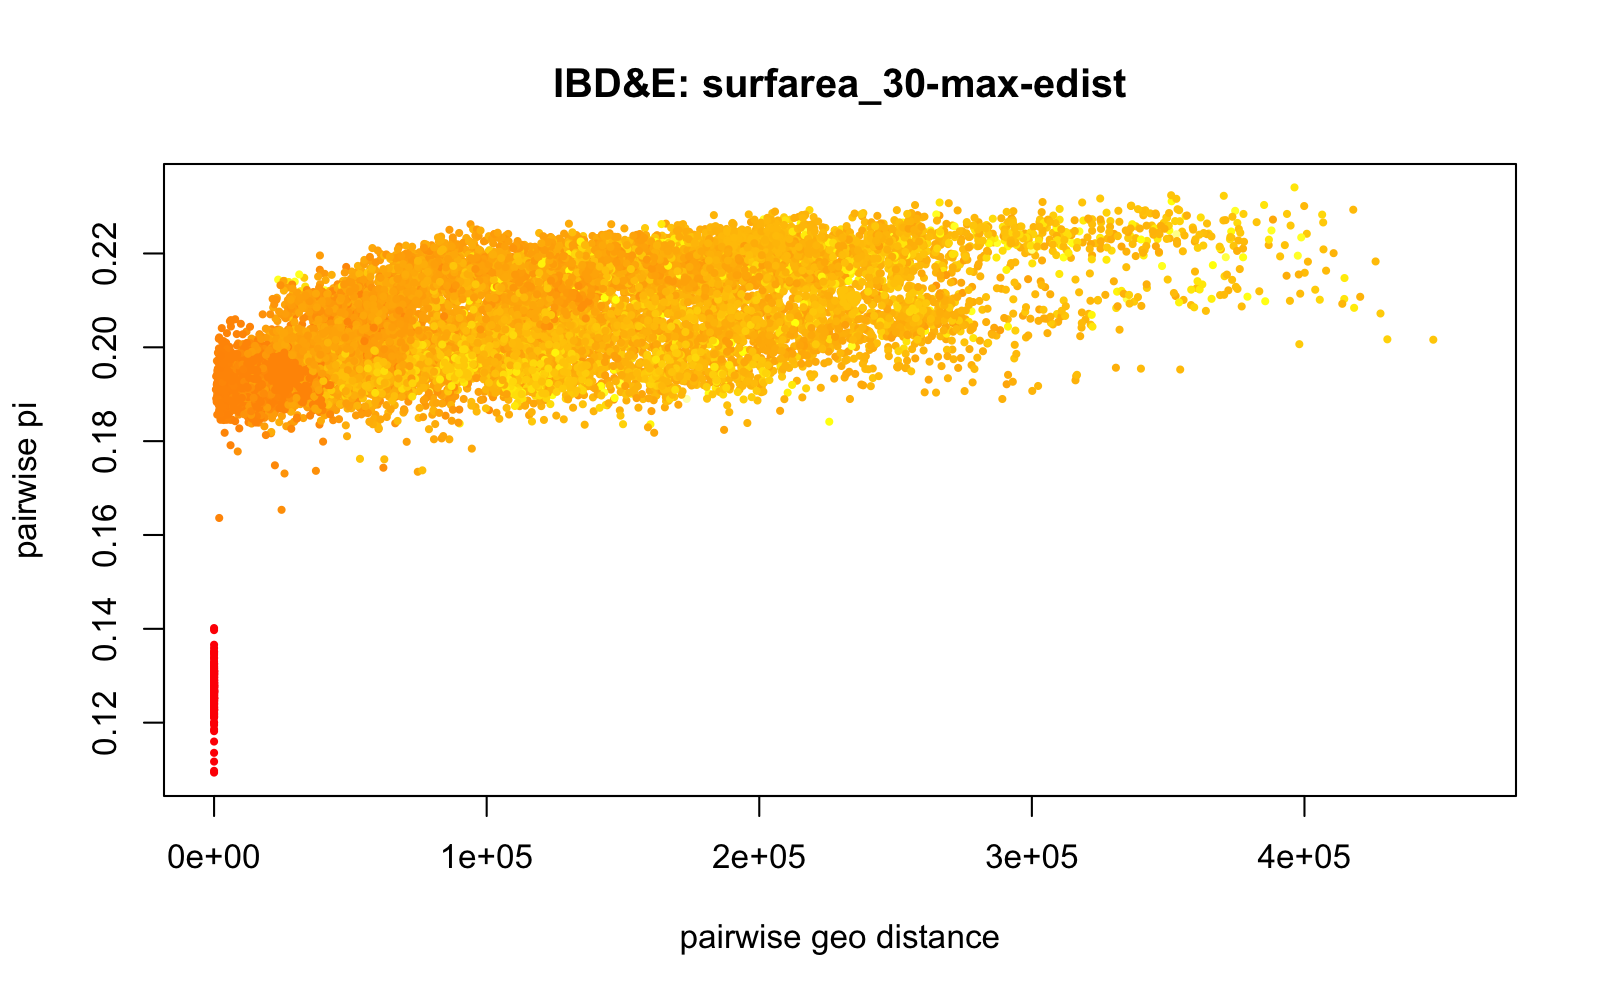 IBD&E: surfarea_30-max-edist
pairwise pi
0.22
0.20
0.18
0.16
0.14
0.12
0e+00 1e+05 2e+05 3e+05 4e+05
pairwise geo distance